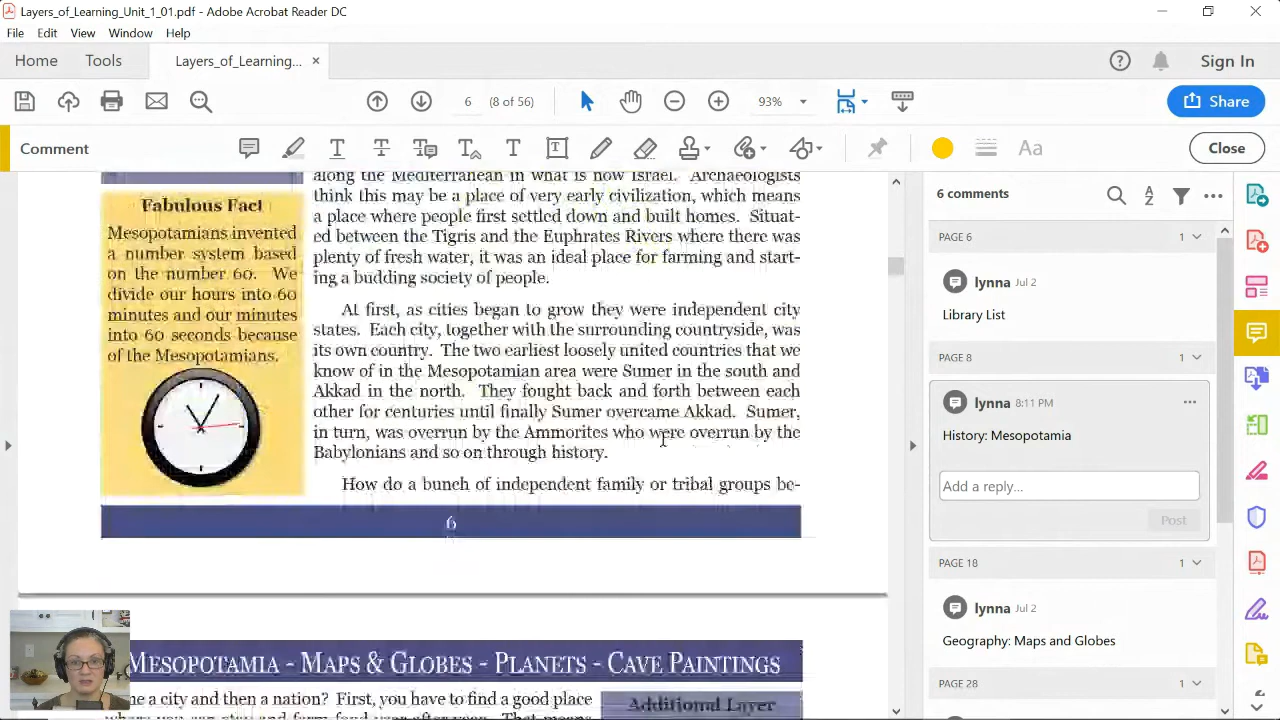 Layers_of_Learning_Unit_1_01.pdf - Adobe Acrobat Reader DC
File Edit View Window Help
Home Tools Layers_of_Learning... × Sign In
6 (8 of 56) 93% Share
Comment Close
along the Mediterranean in what is now Israel. Archaeologists
think this may be a place of very early civilization, which means
a place where people first settled down and built homes. Situat-
ed between the Tigris and the Euphrates Rivers where there was
plenty of fresh water, it was an ideal place for farming and start-
ing a budding society of people.
At first, as cities began to grow they were independent city
states. Each city, together with the surrounding countryside, was
its own country. The two earliest loosely united countries that we
know of in the Mesopotamian area were Sumer in the south and
Akkad in the north. They fought back and forth between each
other for centuries until finally Sumer overcame Akkad. Sumer,
in turn, was overrun by the Ammorites who were overrun by the
Babylonians and so on through history.
How do a bunch of independent family or tribal groups be-
Fabulous Fact
Mesopotamians invented
a number system based
on the number 60. We
divide our hours into 60
minutes and our minutes
into 60 seconds because
of the Mesopotamians.
6
Mesopotamia - Maps & Globes - Planets - Cave Paintings
me a city and then a nation? First, you have to find a good place
Additional Layer
6 comments
PAGE 6 1
lynna Jul 2
Library List
PAGE 8 1
lynna 8:11 PM
History: Mesopotamia
Add a reply...
Post
PAGE 18 1
lynna Jul 2
Geography: Maps and Globes
PAGE 28 1